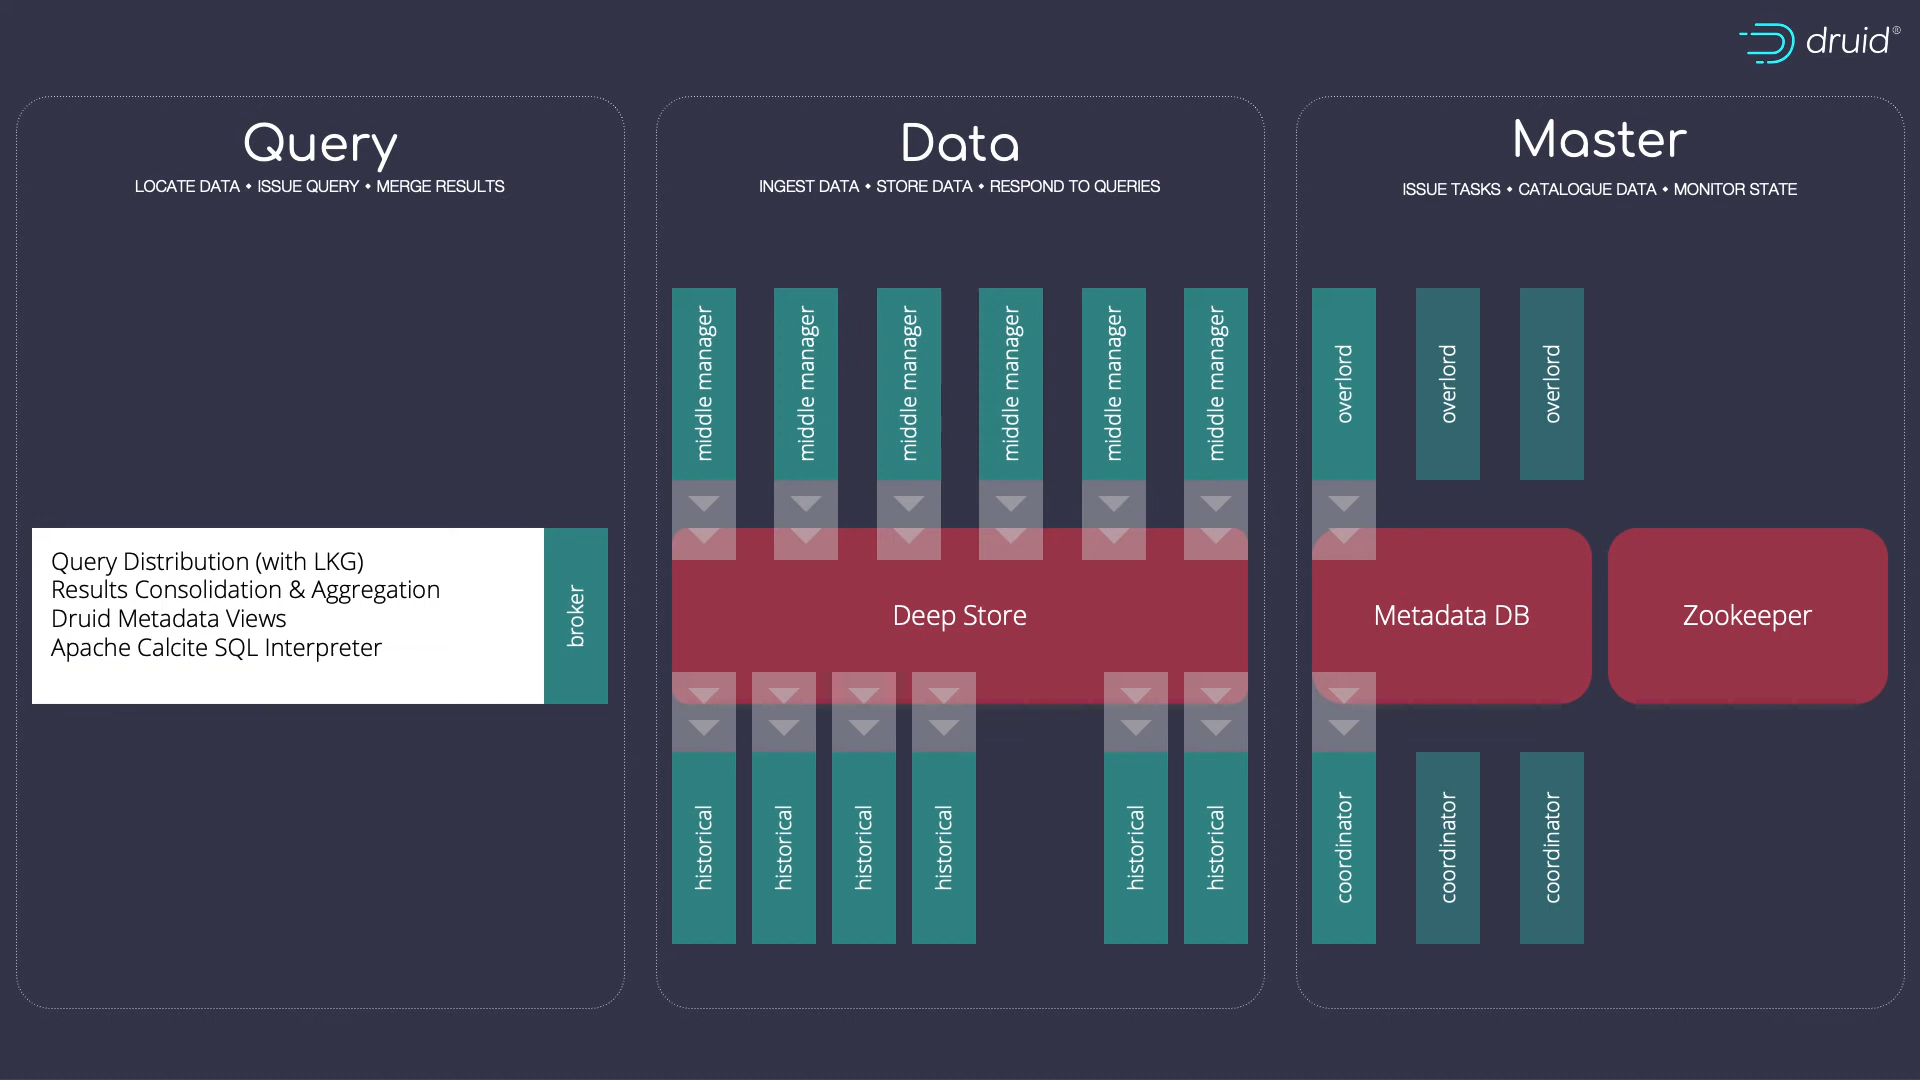 druid®
Query
LOCATE DATA • ISSUE QUERY • MERGE RESULTS
Query Distribution (with LKG)
Results Consolidation & Aggregation
Druid Metadata Views
Apache Calcite SQL Interpreter
broker
Data
INGEST DATA • STORE DATA • RESPOND TO QUERIES
middle manager
middle manager
middle manager
middle manager
middle manager
middle manager
Deep Store
historical
historical
historical
historical
historical
historical
Master
ISSUE TASKS • CATALOGUE DATA • MONITOR STATE
overlord
overlord
overlord
Metadata DB
Zookeeper
coordinator
coordinator
coordinator